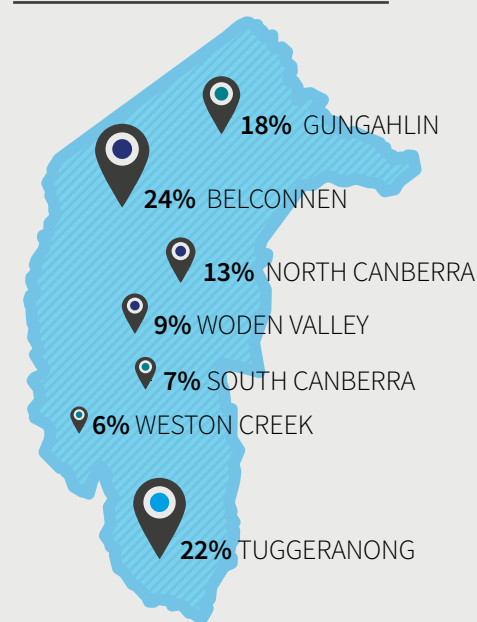 18% GUNGAHLIN
24% BELCONNEN
13% NORTH CANBERRA
9% WODEN VALLEY
7% SOUTH CANBERRA
6% WESTON CREEK
22% TUGGERANONG